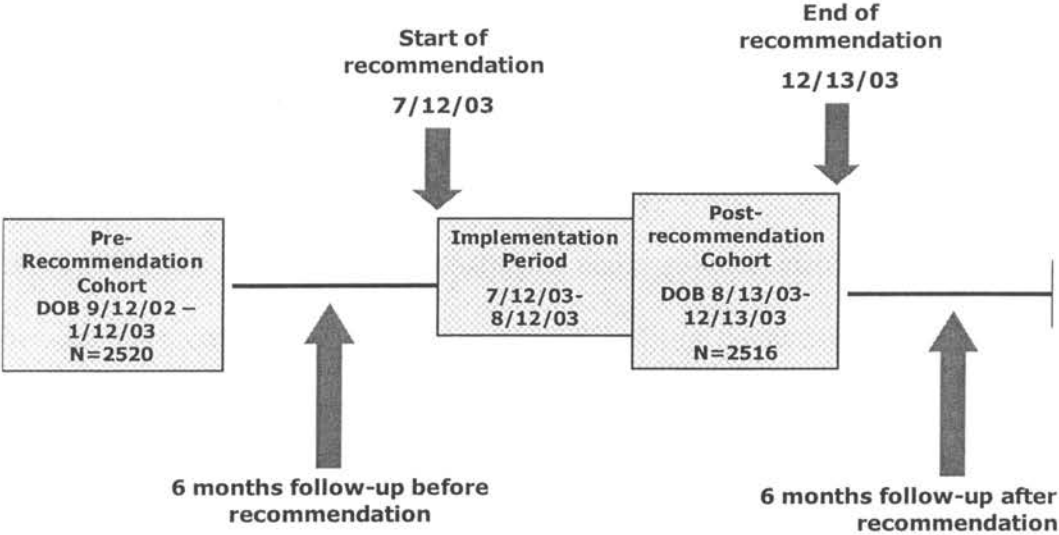 Start of
recommendation
7/12/03
End of
recommendation
12/13/03
Pre-
Recommendation
Cohort
DOB 9/12/02 –
1/12/03
N=2520
Implementation
Period
7/12/03-
8/12/03
Post-
recommendation
Cohort
DOB 8/13/03-
12/13/03
N=2516
6 months follow-up before
recommendation
6 months follow-up after
recommendation